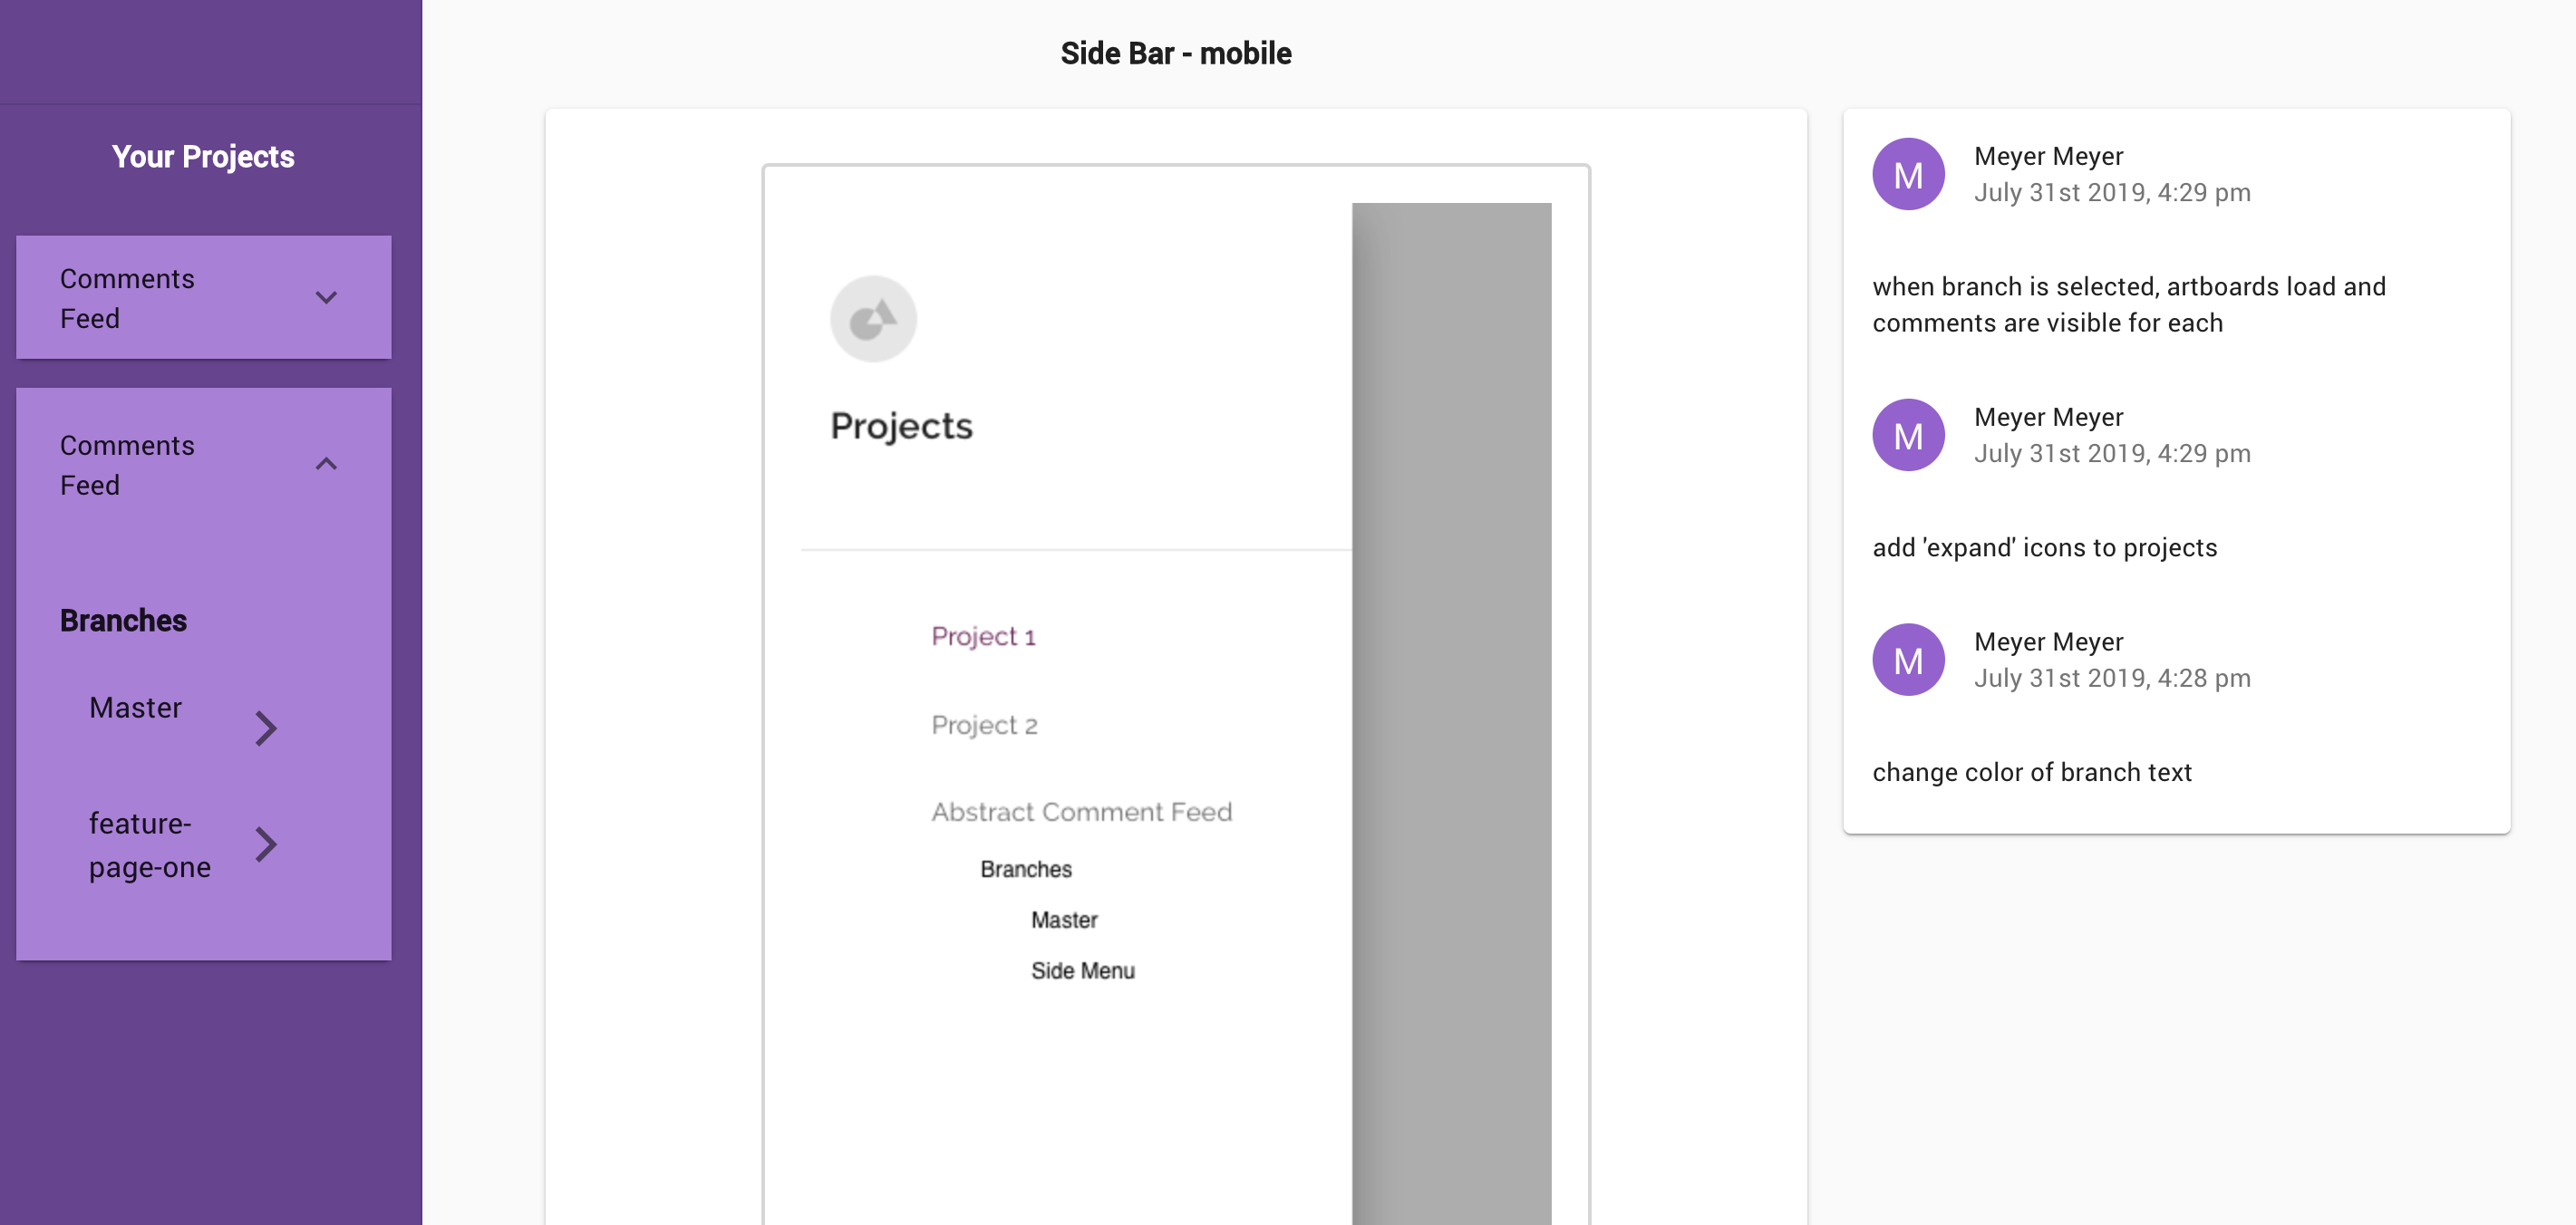 Your Projects
Comments
Feed
Comments
Feed
Branches
Master
feature-
page-one
Side Bar - mobile
Projects
Project 1
Project 2
Abstract Comment Feed
Branches
Master
Side Menu
M
Meyer Meyer
July 31st 2019, 4:29 pm
when branch is selected, artboards load and
comments are visible for each
M
Meyer Meyer
July 31st 2019, 4:29 pm
add 'expand' icons to projects
M
Meyer Meyer
July 31st 2019, 4:28 pm
change color of branch text